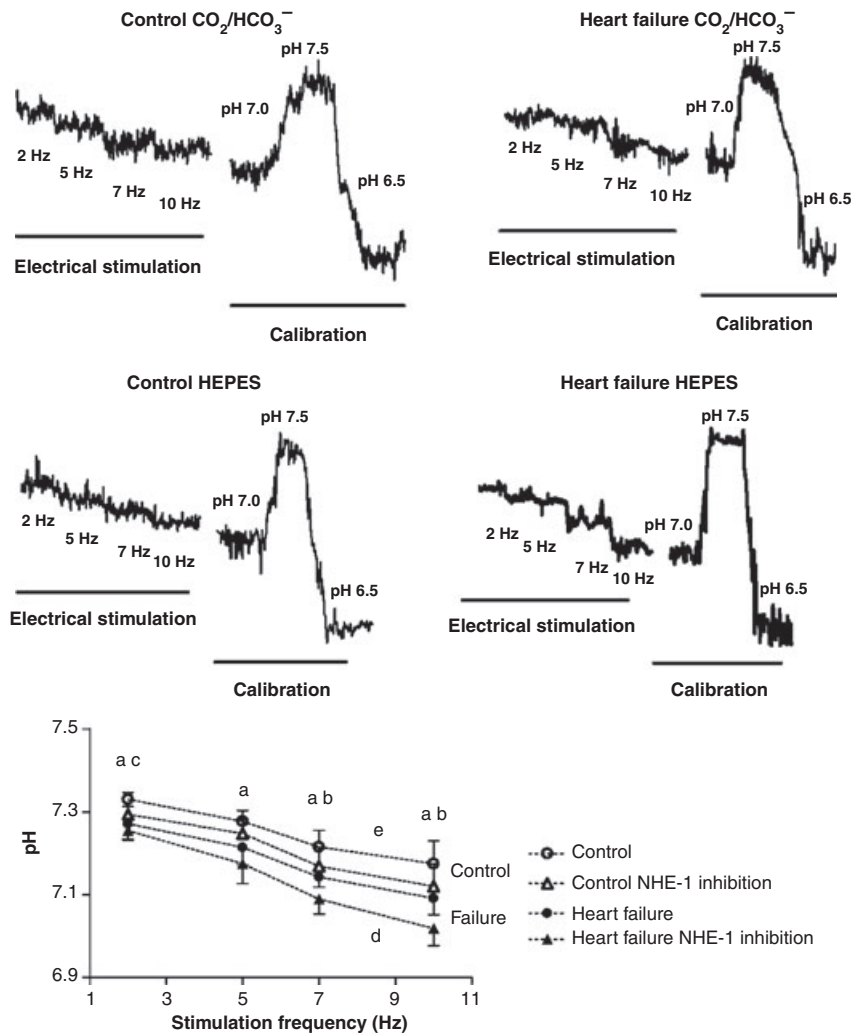 Control CO₂/HCO₃⁻
pH 7.5
pH 7.0
2 Hz
5 Hz
7 Hz
10 Hz
pH 6.5
Electrical stimulation
Calibration
Heart failure CO₂/HCO₃⁻
pH 7.5
pH 7.0
2 Hz
5 Hz
7 Hz
10 Hz
pH 6.5
Electrical stimulation
Calibration
Control HEPES
pH 7.5
pH 7.0
2 Hz
5 Hz
7 Hz
10 Hz
pH 6.5
Electrical stimulation
Calibration
Heart failure HEPES
pH 7.5
pH 7.0
2 Hz
5 Hz
7 Hz
10 Hz
pH 6.5
Electrical stimulation
Calibration
7.5
7.3
7.1
6.9
pH
a c
a
a b
e
a b
d
Control
Failure
1
3
5
7
9
11
Stimulation frequency (Hz)
Control
Control NHE-1 inhibition
Heart failure
Heart failure NHE-1 inhibition